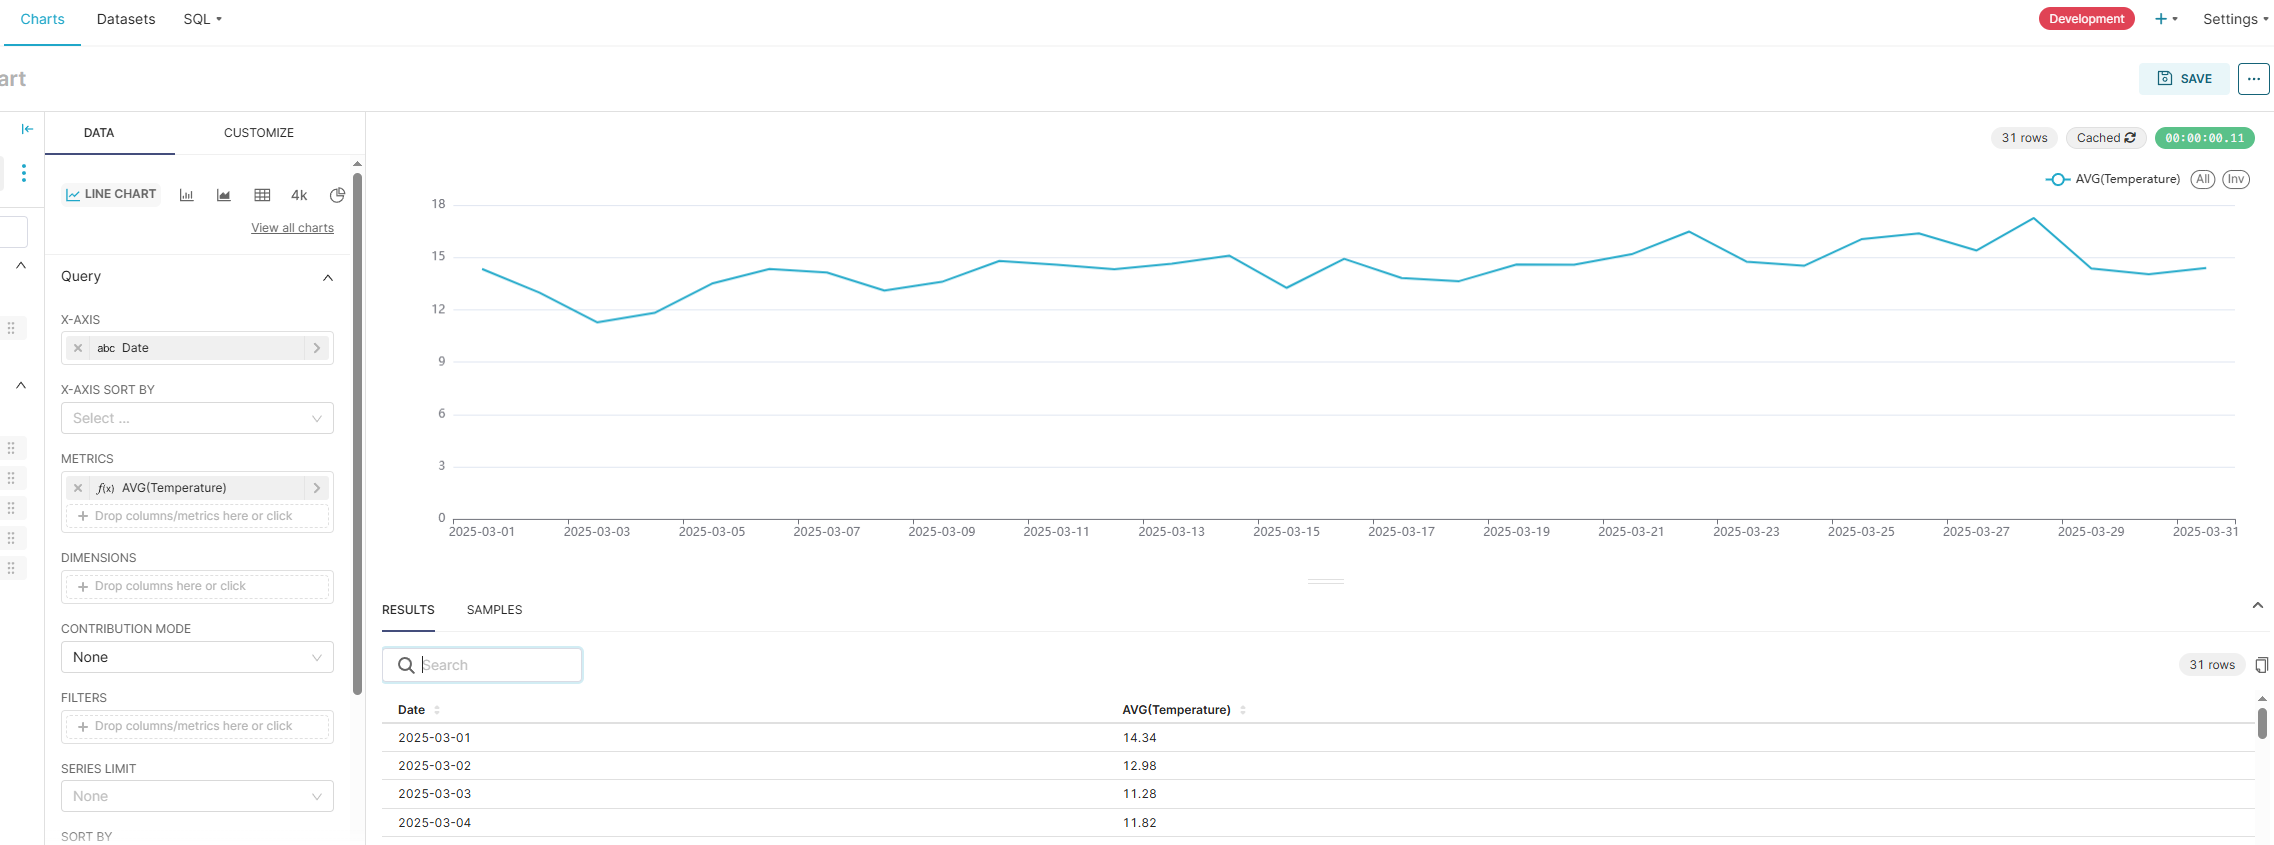 Charts Datasets SQL Development + Settings
art
SAVE ...
DATA CUSTOMIZE
31 rows Cached 00:00:00.11
LINE CHART 4k
View all charts
AVG(Temperature) All Inv
Query
X-AXIS
abc Date
X-AXIS SORT BY
Select ...
METRICS
f(x) AVG(Temperature)
+ Drop columns/metrics here or click
DIMENSIONS
+ Drop columns here or click
CONTRIBUTION MODE
None
FILTERS
+ Drop columns/metrics here or click
SERIES LIMIT
None
SORT BY
18
15
12
9
6
3
0
2025-03-01 2025-03-03 2025-03-05 2025-03-07 2025-03-09 2025-03-11 2025-03-13 2025-03-15 2025-03-17 2025-03-19 2025-03-21 2025-03-23 2025-03-25 2025-03-27 2025-03-29 2025-03-31
RESULTS SAMPLES
Search 31 rows
Date AVG(Temperature)
2025-03-01 14.34
2025-03-02 12.98
2025-03-03 11.28
2025-03-04 11.82